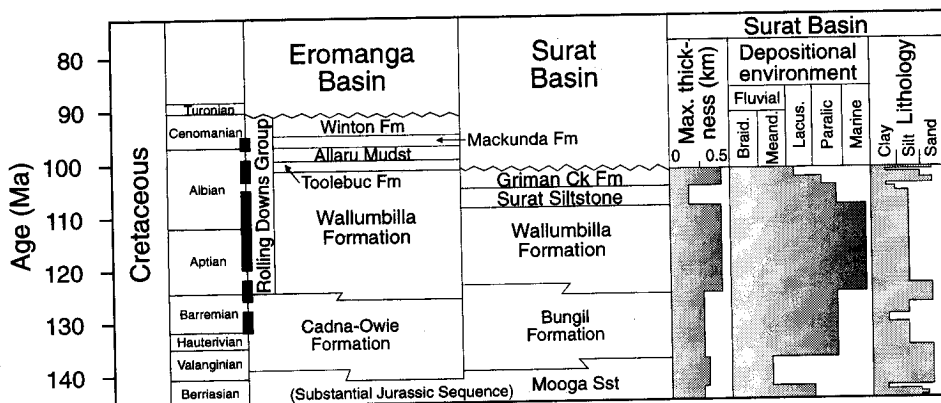 Surat Basin
Eromanga
Basin
Surat
Basin
Max. thick-
ness (km)
Depositional
environment
Lithology
Fluvial
Braid.
Meand.
Lacus.
Paralic
Marine
Clay
Silt
Sand
0 0.5
Age (Ma)
80
90
100
110
120
130
140
Cretaceous
Turonian
Cenomanian
Albian
Aptian
Barremian
Hauterivian
Valanginian
Berriasian
Rolling Downs Group
Winton Fm
Mackunda Fm
Allaru Mudst
Toolebuc Fm
Wallumbilla
Formation
Cadna-Owie
Formation
(Substantial Jurassic Sequence)
Griman Ck Fm
Surat Siltstone
Wallumbilla
Formation
Bungil
Formation
Mooga Sst